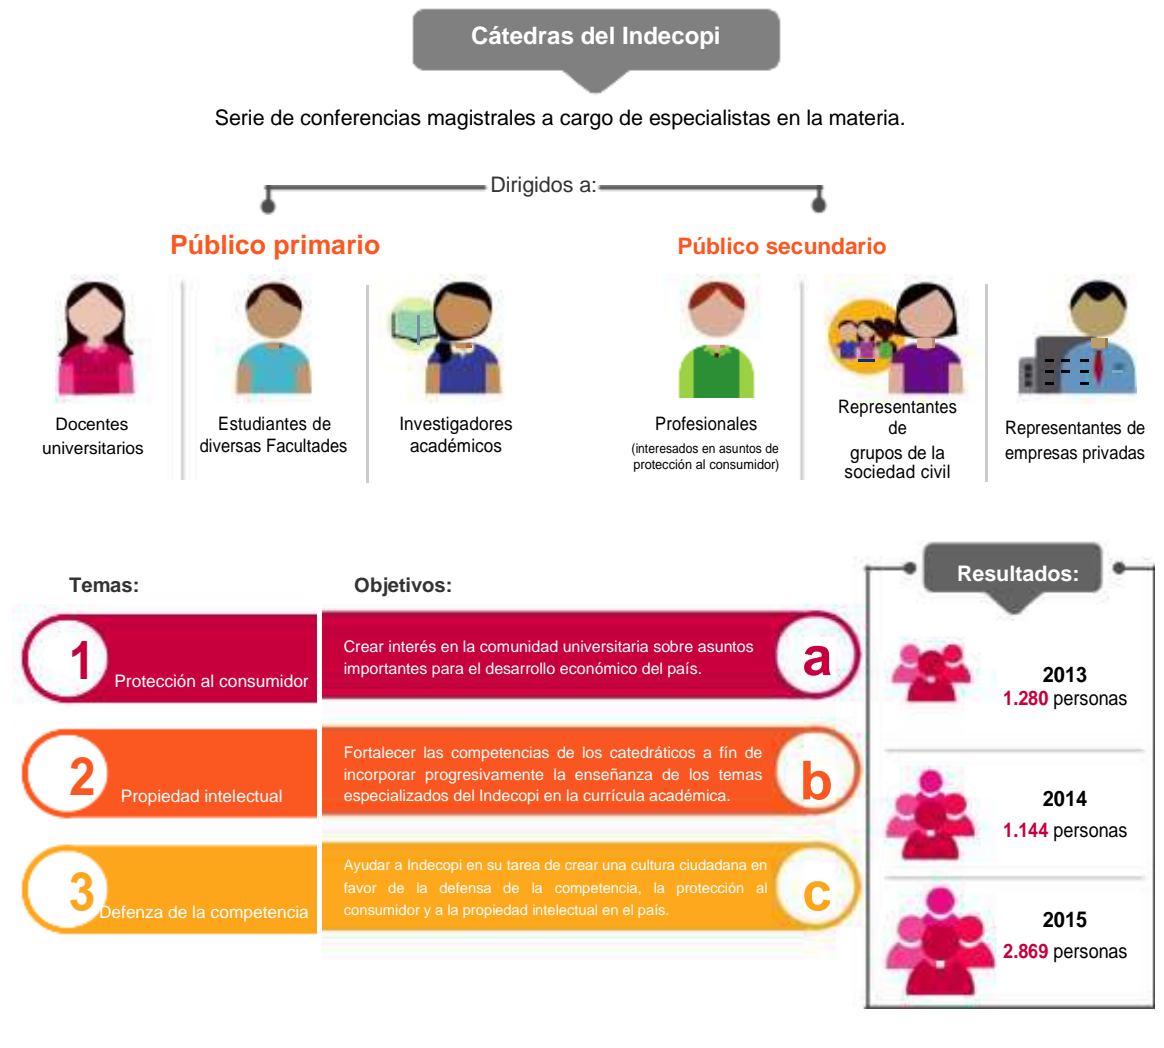 Cátedras del Indecopi
Serie de conferencias magistrales a cargo de especialistas en la materia.
Dirigidos a:
Público primario
Público secundario
Docentes
universitarios
Estudiantes de
diversas Facultades
Investigadores
académicos
Profesionales
(interesados en asuntos de
protección al consumidor)
Representantes
de
grupos de la
sociedad civil
Representantes de
empresas privadas
Temas:
Objetivos:
1
Protección al consumidor
Crear interés en la comunidad universitaria sobre asuntos
importantes para el desarrollo económico del país.
a
2
Propiedad intelectual
Fortalecer las competencias de los catedráticos a fín de
incorporar progresivamente la enseñanza de los temas
especializados del Indecopi en la currícula académica.
b
3
Defenza de la competencia
Ayudar a Indecopi en su tarea de crear una cultura ciudadana en
favor de la defensa de la competencia, la protección al
consumidor y a la propiedad intelectual en el país.
c
Resultados:
2013
1.280 personas
2014
1.144 personas
2015
2.869 personas